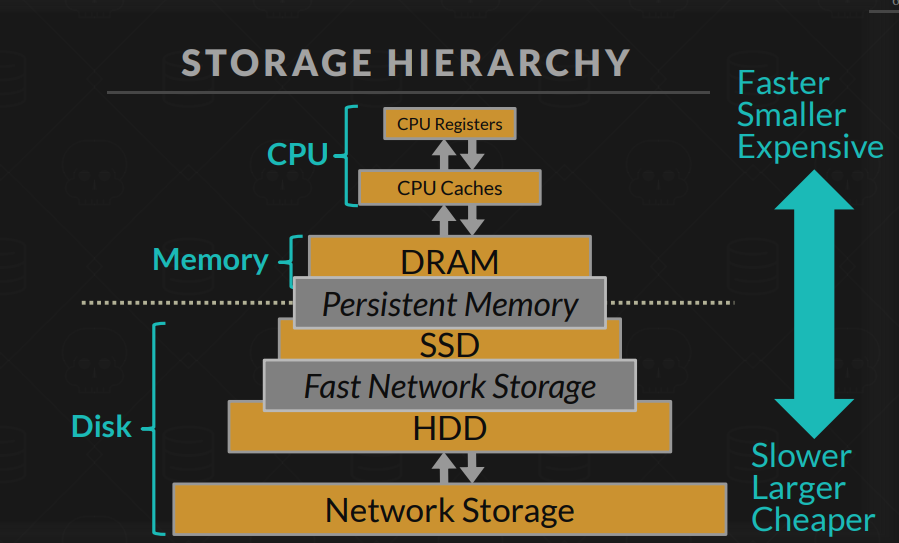 STORAGE HIERARCHY
Faster
Smaller
Expensive
CPU
CPU Registers
CPU Caches
Memory
DRAM
Persistent Memory
SSD
Fast Network Storage
Disk
HDD
Network Storage
Slower
Larger
Cheaper